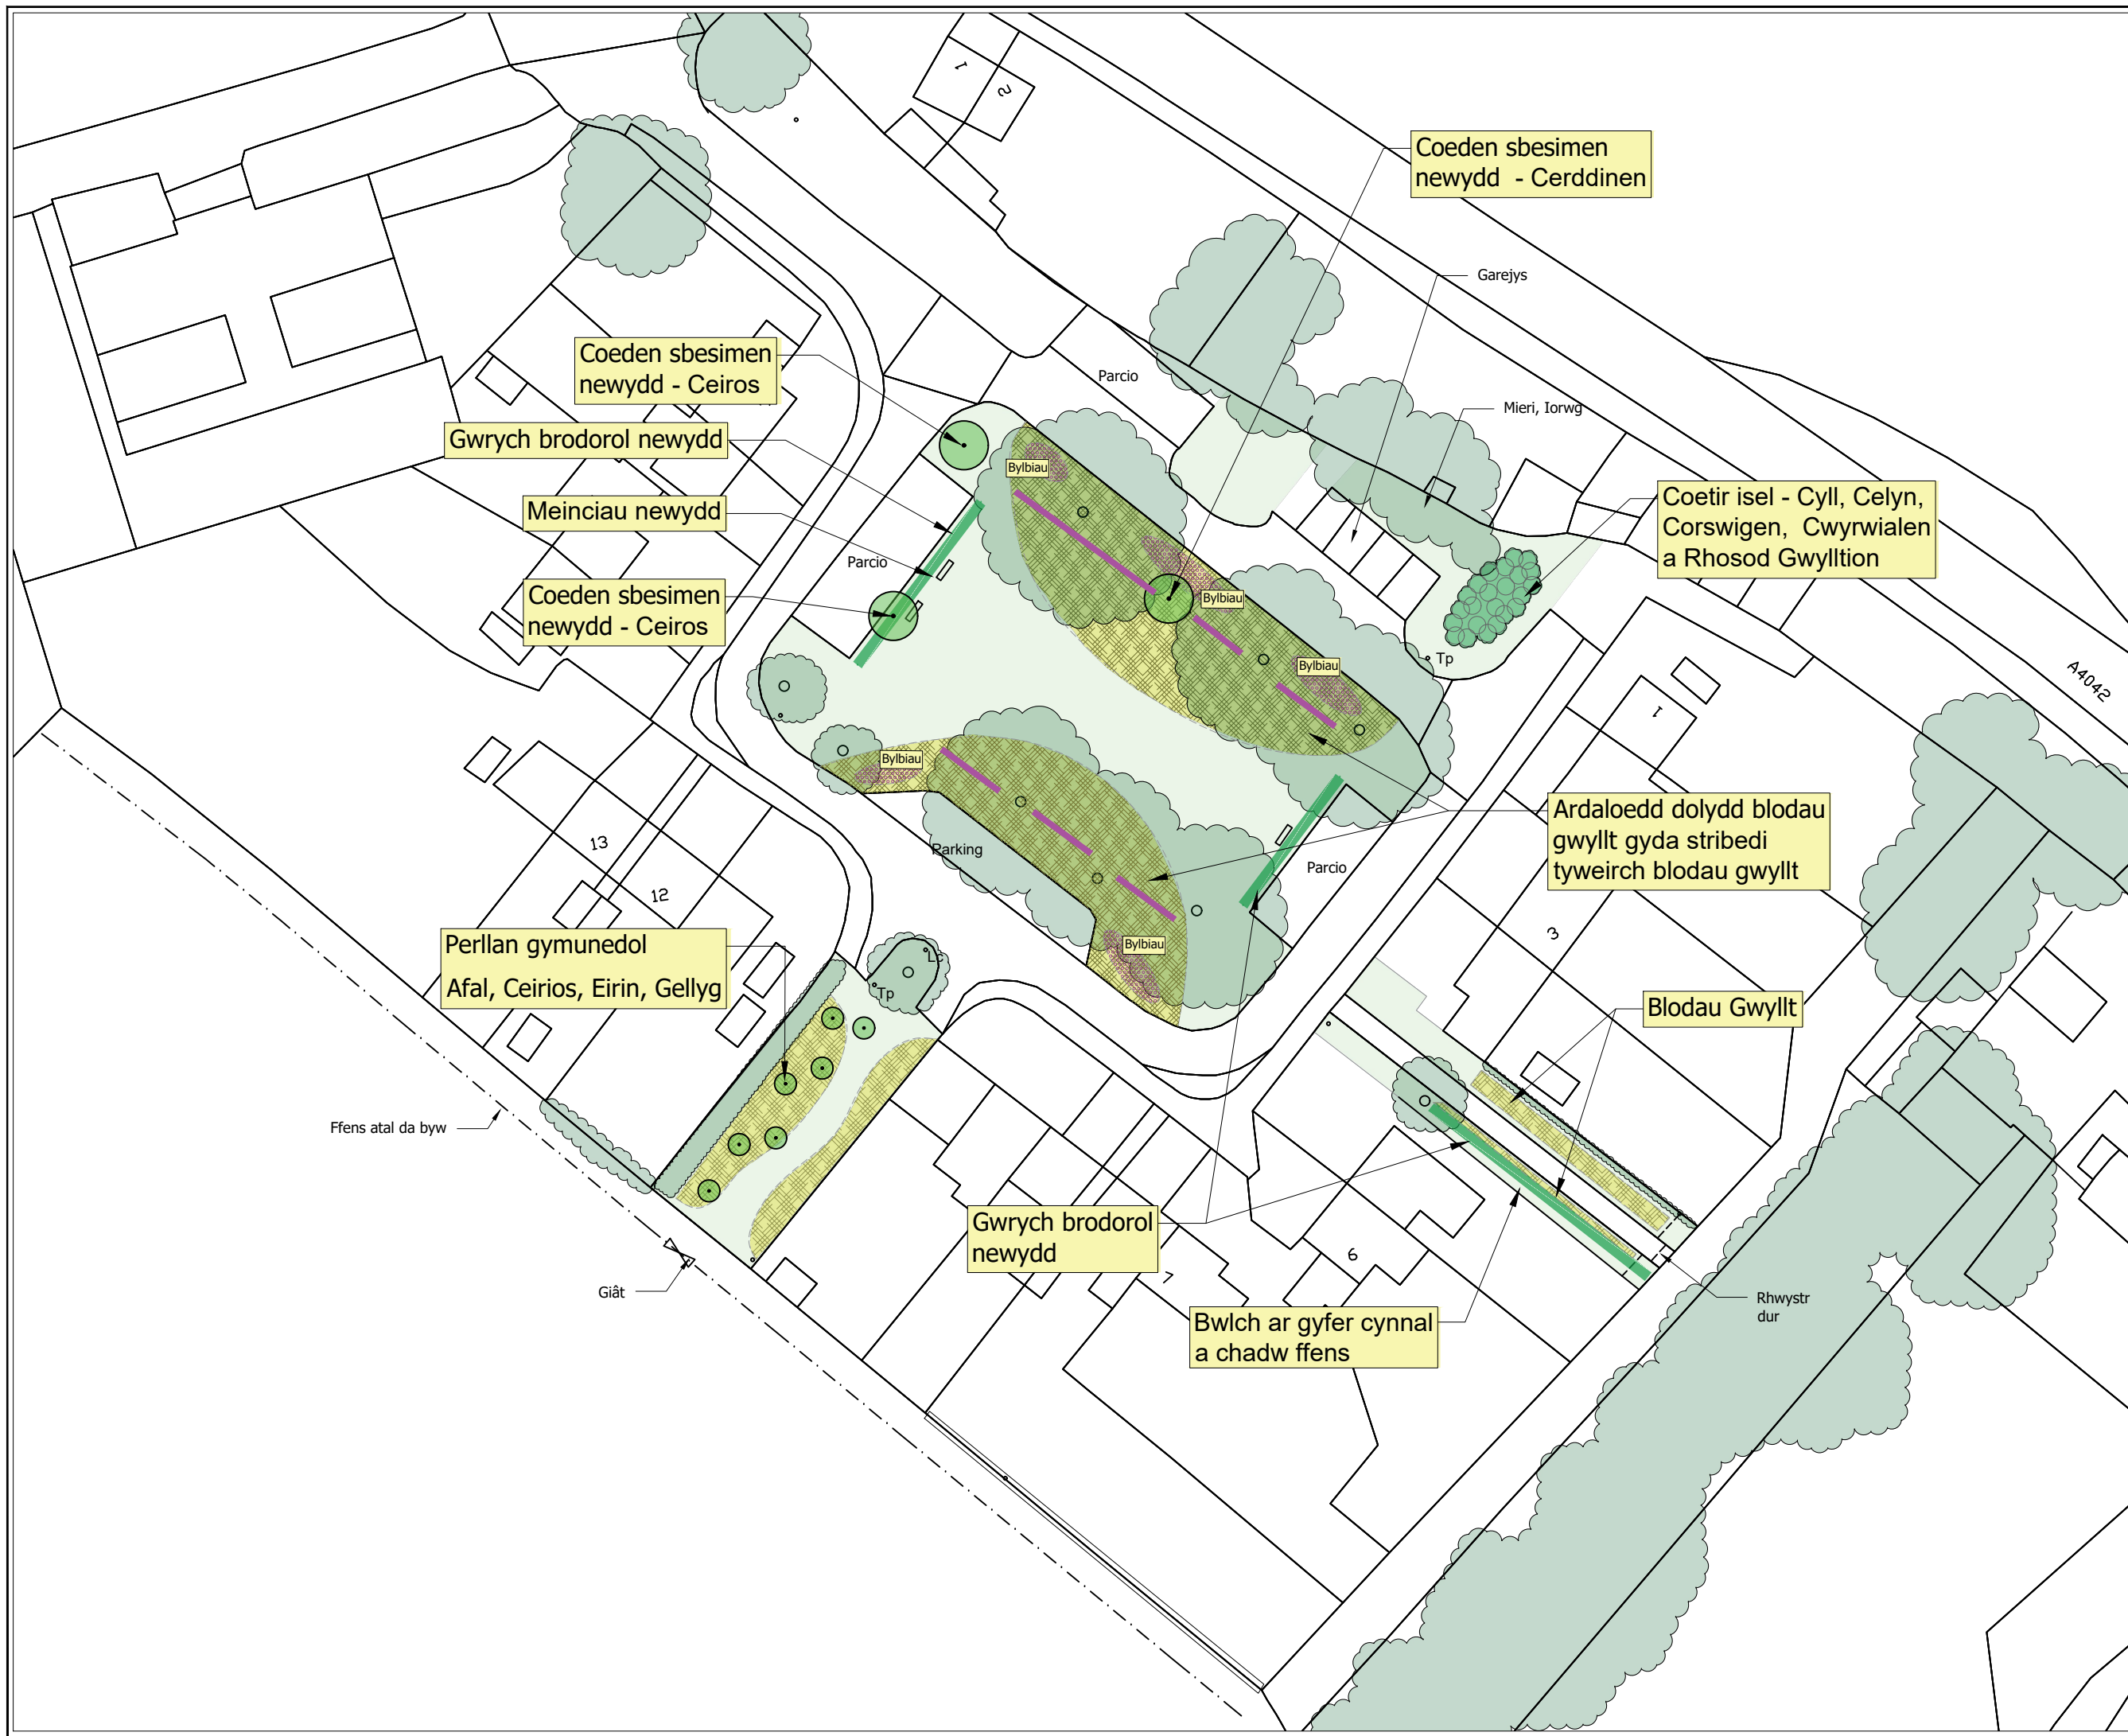 1
2
Coeden sbesimen
newydd - Cerddinen
Garejys
Coeden sbesimen
newydd - Ceiros
Parcio
Mieri, Iorwg
Gwrych brodorol newydd
Bylbiau
Coetir isel - Cyll, Celyn,
Corswigen, Cwyrwialen
a Rhosod Gwylltion
Meinciau newydd
Parcio
Coeden sbesimen
newydd - Ceiros
Bylbiau
Bylbiau
Tp
A4042
1
Bylbiau
Ardaloedd dolydd blodau
gwyllt gyda stribedi
tyweirch blodau gwyllt
13
Parking
Parcio
12
3
Perllan gymunedol
Afal, Ceirios, Eirin, Gellyg
Bylbiau
Lc
Tp
Blodau Gwyllt
Ffens atal da byw
Gwrych brodorol
newydd
6
7
Giât
Rhwystr
dur
Bwlch ar gyfer cynnal
a chadw ffens